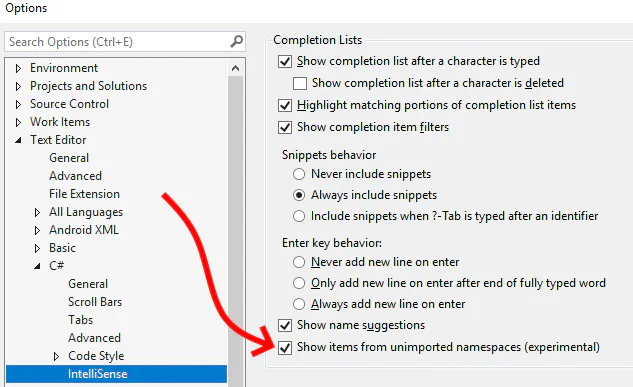 Options
Search Options (Ctrl+E)
Environment
Projects and Solutions
Source Control
Work Items
Text Editor
General
Advanced
File Extension
All Languages
Android XML
Basic
C#
General
Scroll Bars
Tabs
Advanced
Code Style
IntelliSense
Completion Lists
Show completion list after a character is typed
Show completion list after a character is deleted
Highlight matching portions of completion list items
Show completion item filters
Snippets behavior
Never include snippets
Always include snippets
Include snippets when ?-Tab is typed after an identifier
Enter key behavior:
Never add new line on enter
Only add new line on enter after end of fully typed word
Always add new line on enter
Show name suggestions
Show items from unimported namespaces (experimental)